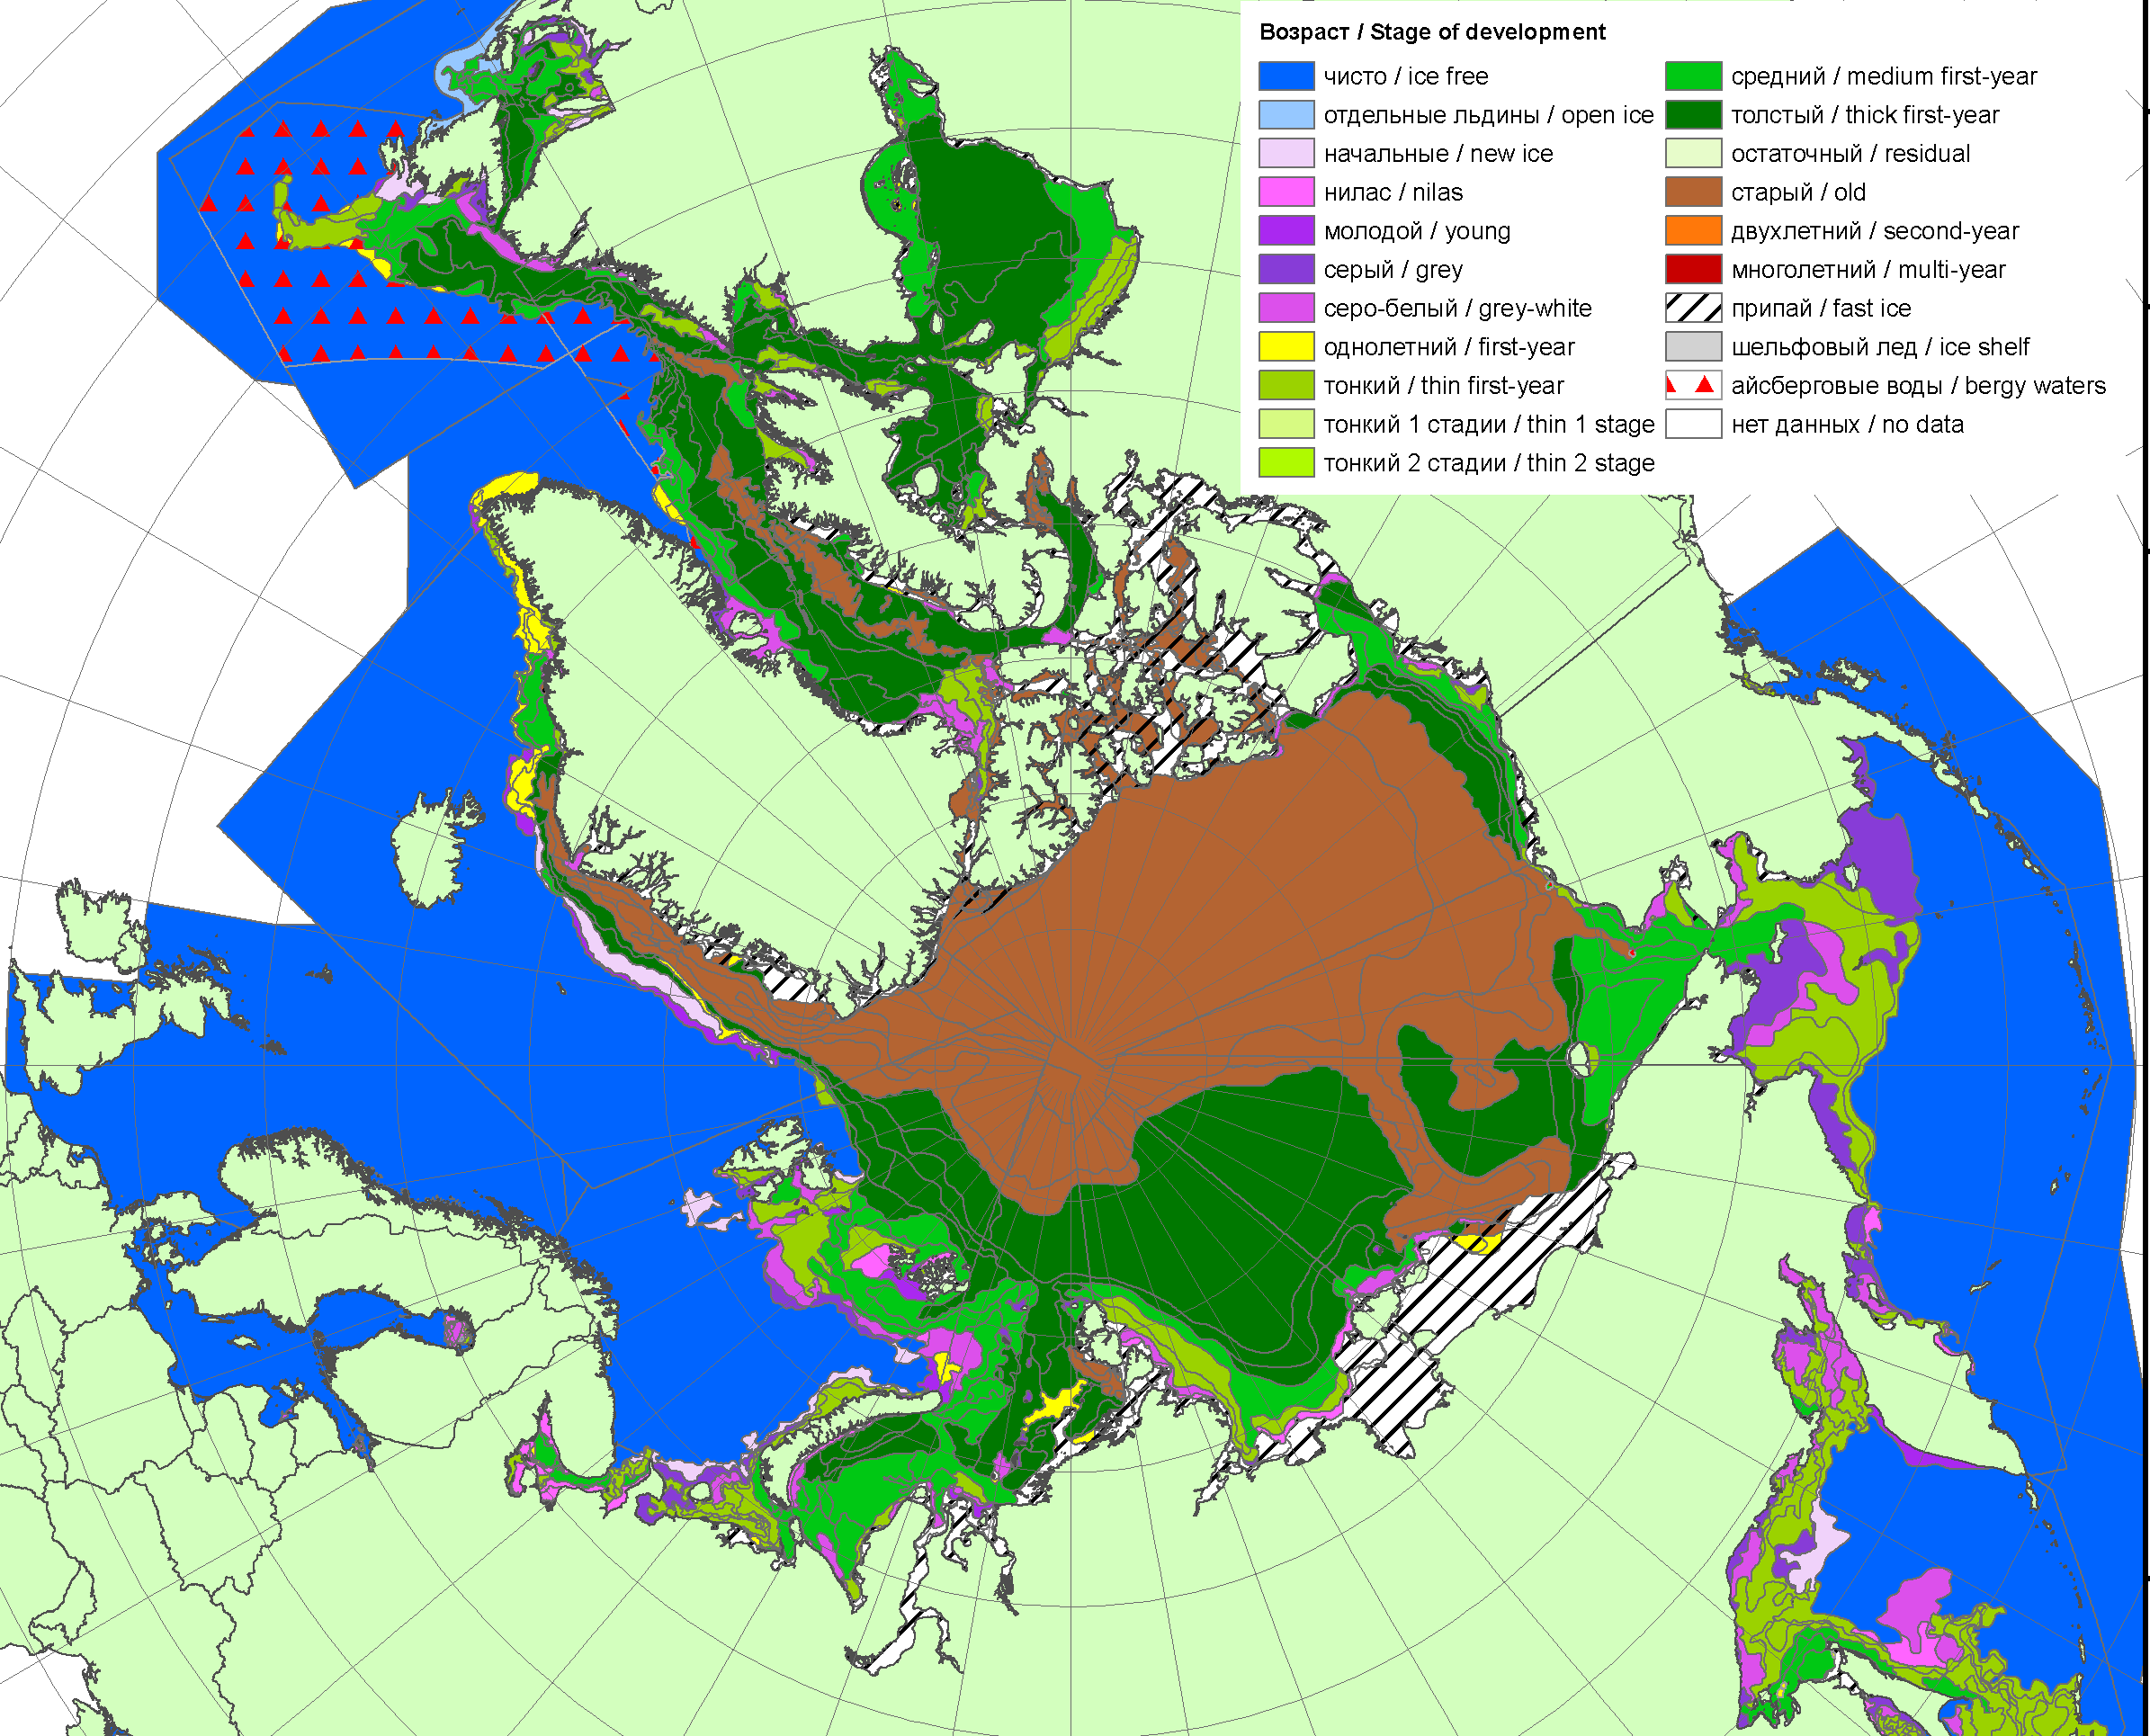 Возраст / Stage of development
чисто / ice free
отдельные льдины / open ice
начальные / new ice
нилас / nilas
молодой / young
серый / grey
серо-белый / grey-white
однолетний / first-year
тонкий / thin first-year
тонкий 1 стадии / thin 1 stage
тонкий 2 стадии / thin 2 stage
средний / medium first-year
толстый / thick first-year
остаточный / residual
старый / old
двухлетний / second-year
многолетний / multi-year
припай / fast ice
шельфовый лед / ice shelf
айсберговые воды / bergy waters
нет данных / no data